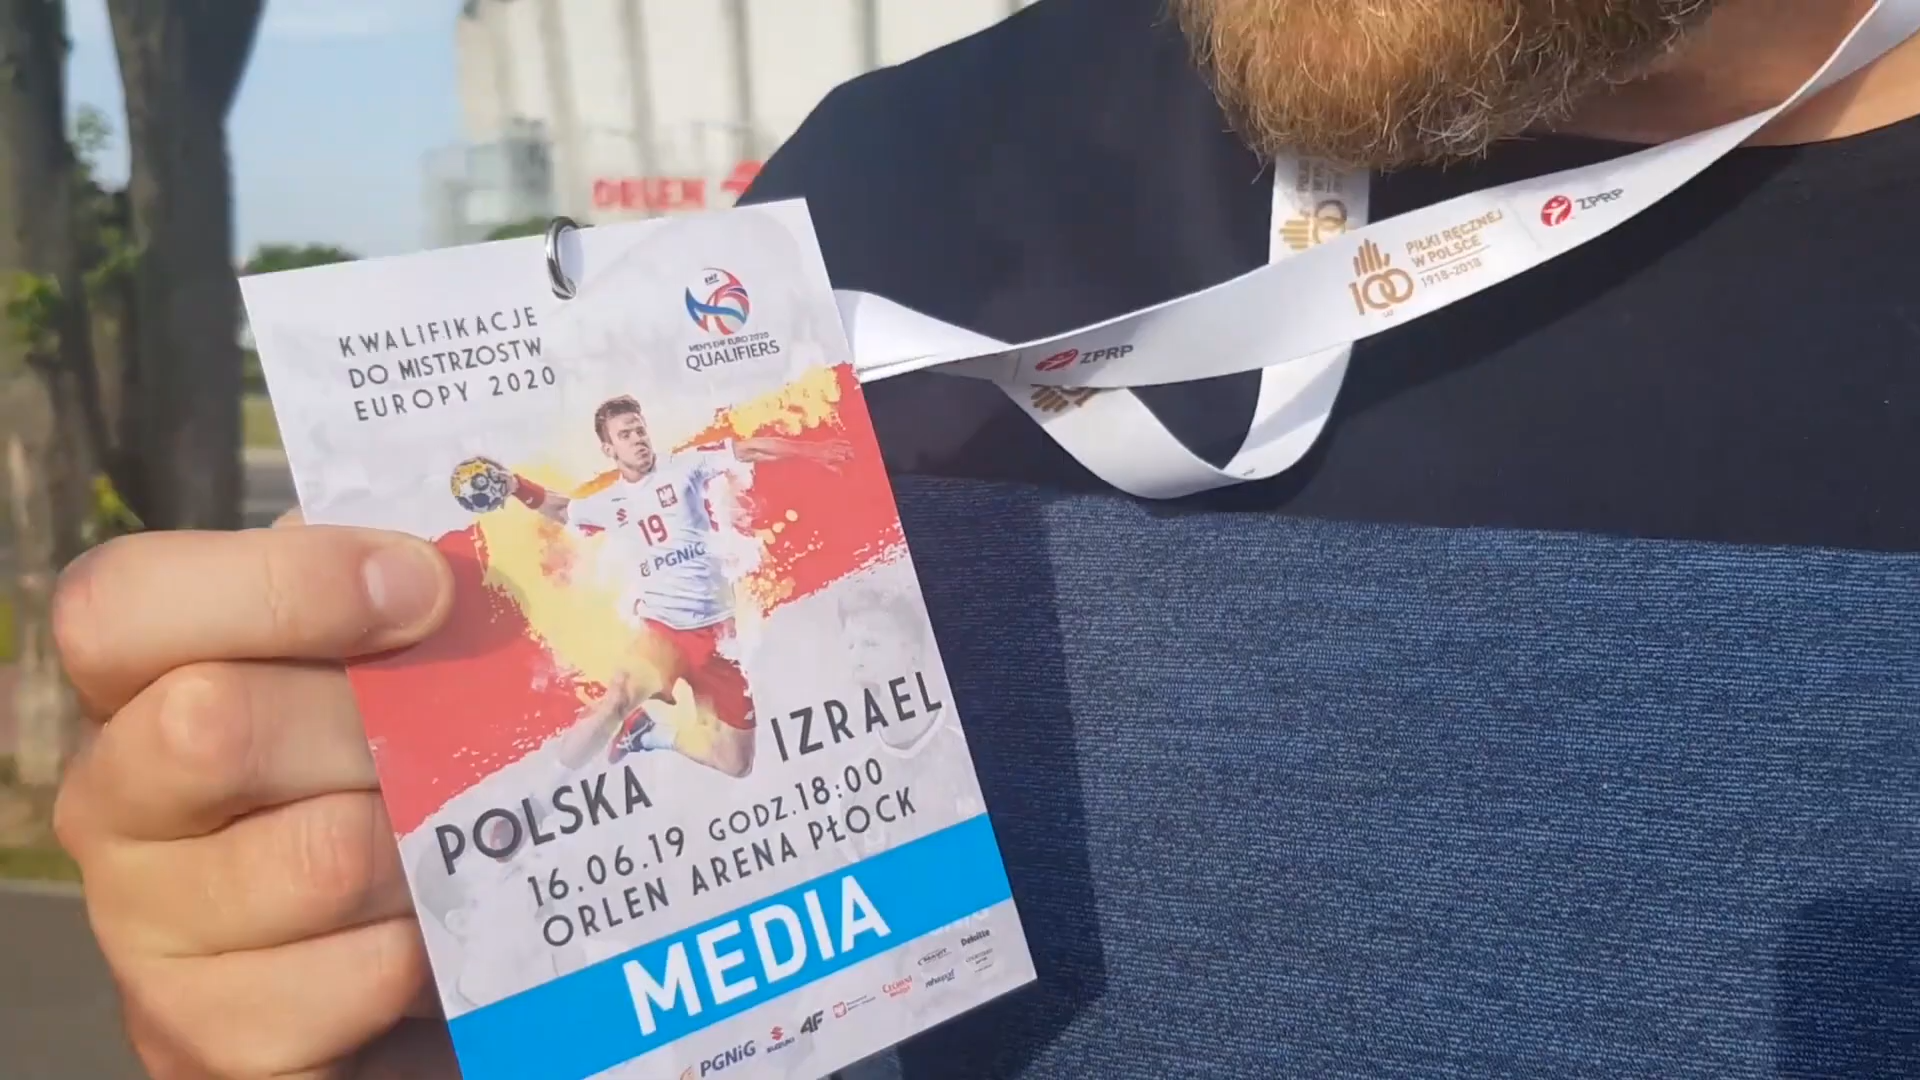 ORLEN
KWALIFIKACJE
DO MISTRZOSTW
EUROPY 2020
MEN'S EHF EURO 2020
QUALIFIERS
19
PGNiG
POLSKA
IZRAEL
16.06.19 GODZ.18:00
ORLEN ARENA PŁOCK
MEDIA
PGNiG
SUZUKI
4F
Deloitte
ZPRP
100
PIŁKI RĘCZNEJ
W POLSCE
1918-2018
ZPRP